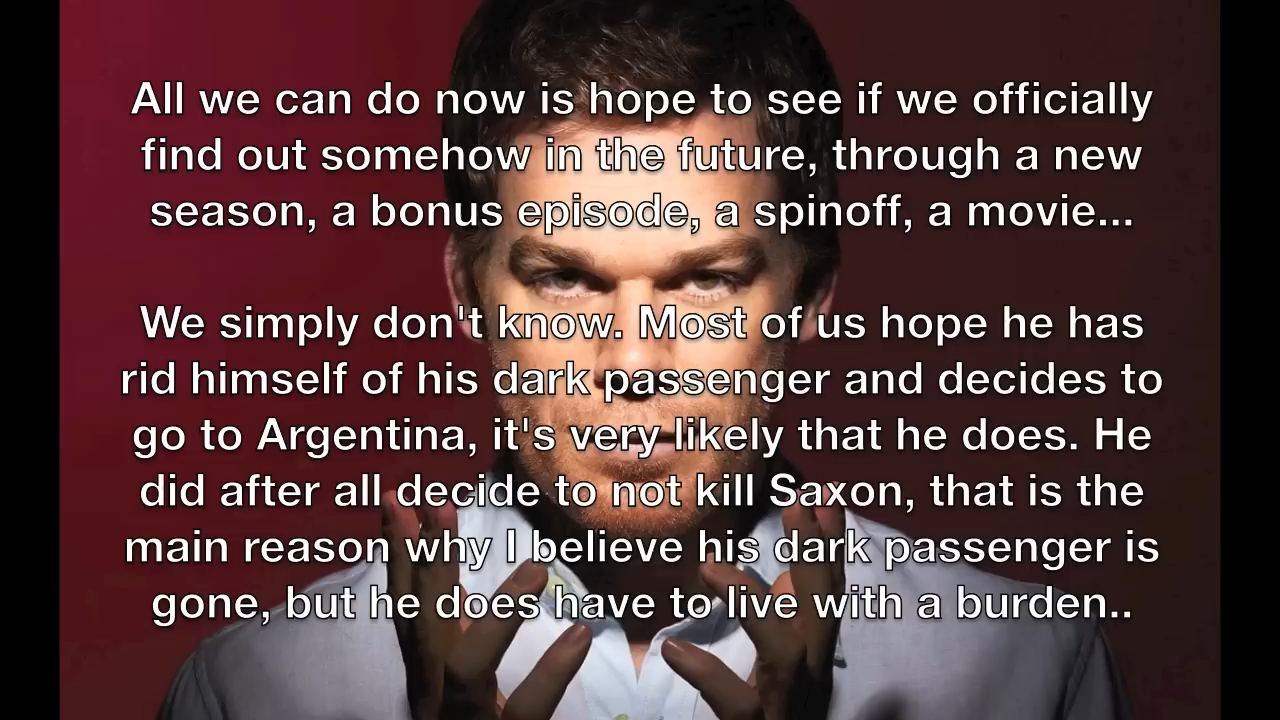 All we can do now is hope to see if we officially
find out somehow in the future, through a new
season, a bonus episode, a spinoff, a movie...
We simply don't know. Most of us hope he has
rid himself of his dark passenger and decides to
go to Argentina, it's very likely that he does. He
did after all decide to not kill Saxon, that is the
main reason why I believe his dark passenger is
gone, but he does have to live with a burden..